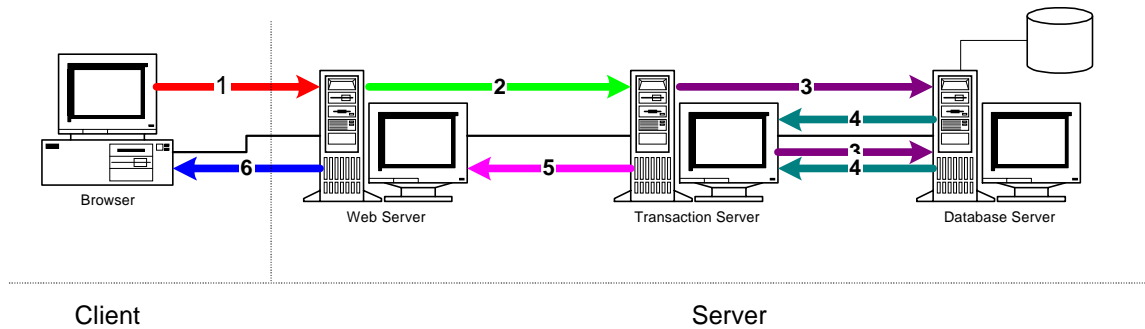 1
2
3
4
3
4
5
6
Browser
Web Server
Transaction Server
Database Server
Client
Server